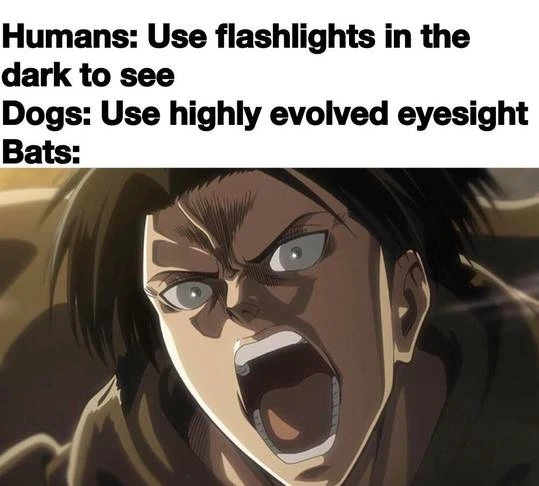 Humans: Use flashlights in the
dark to see
Dogs: Use highly evolved eyesight
Bats: